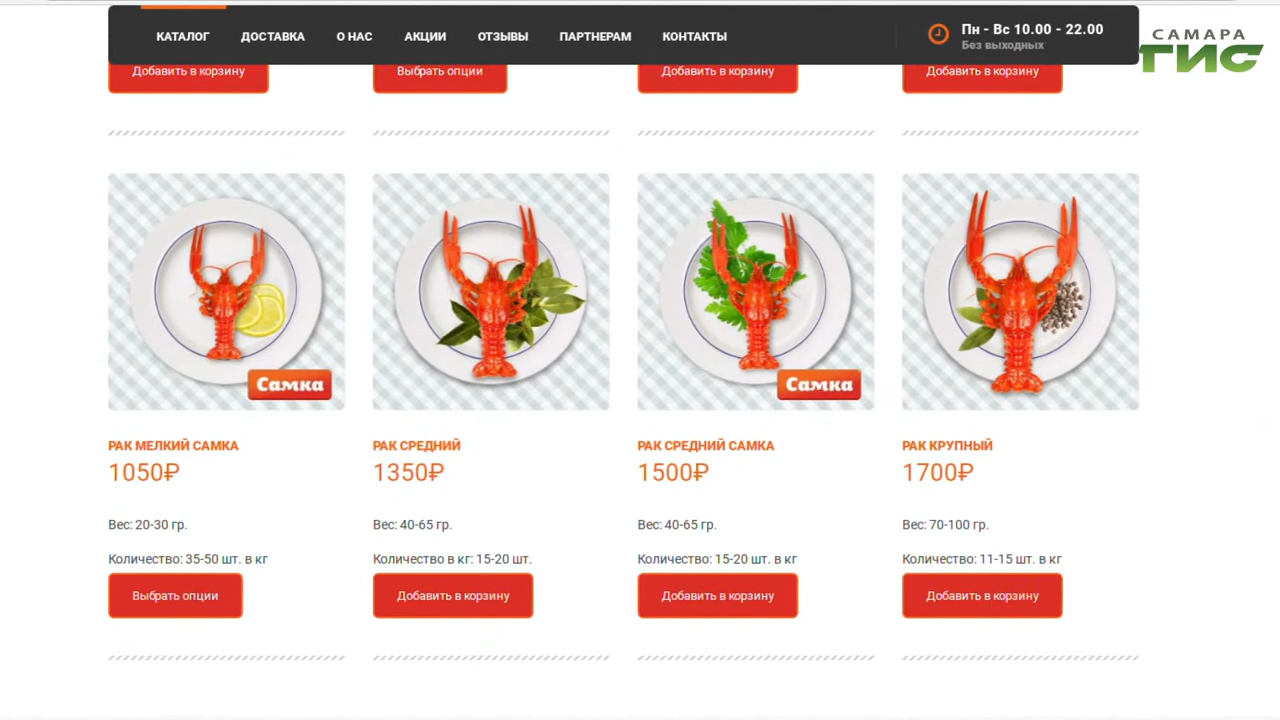 КАТАЛОГ ДОСТАВКА О НАС АКЦИИ ОТЗЫВЫ ПАРТНЕРАМ КОНТАКТЫ
Пн - Вс 10.00 - 22.00
Без выходных
САМАРА
ГИС
Добавить в корзину Выбрать опции Добавить в корзину Добавить в корзину
Самка Самка
РАК МЕЛКИЙ САМКА РАК СРЕДНИЙ РАК СРЕДНИЙ САМКА РАК КРУПНЫЙ
1050₽ 1350₽ 1500₽ 1700₽
Вес: 20-30 гр. Вес: 40-65 гр. Вес: 40-65 гр. Вес: 70-100 гр.
Количество: 35-50 шт. в кг Количество в кг: 15-20 шт. Количество: 15-20 шт. в кг Количество: 11-15 шт. в кг
Выбрать опции Добавить в корзину Добавить в корзину Добавить в корзину